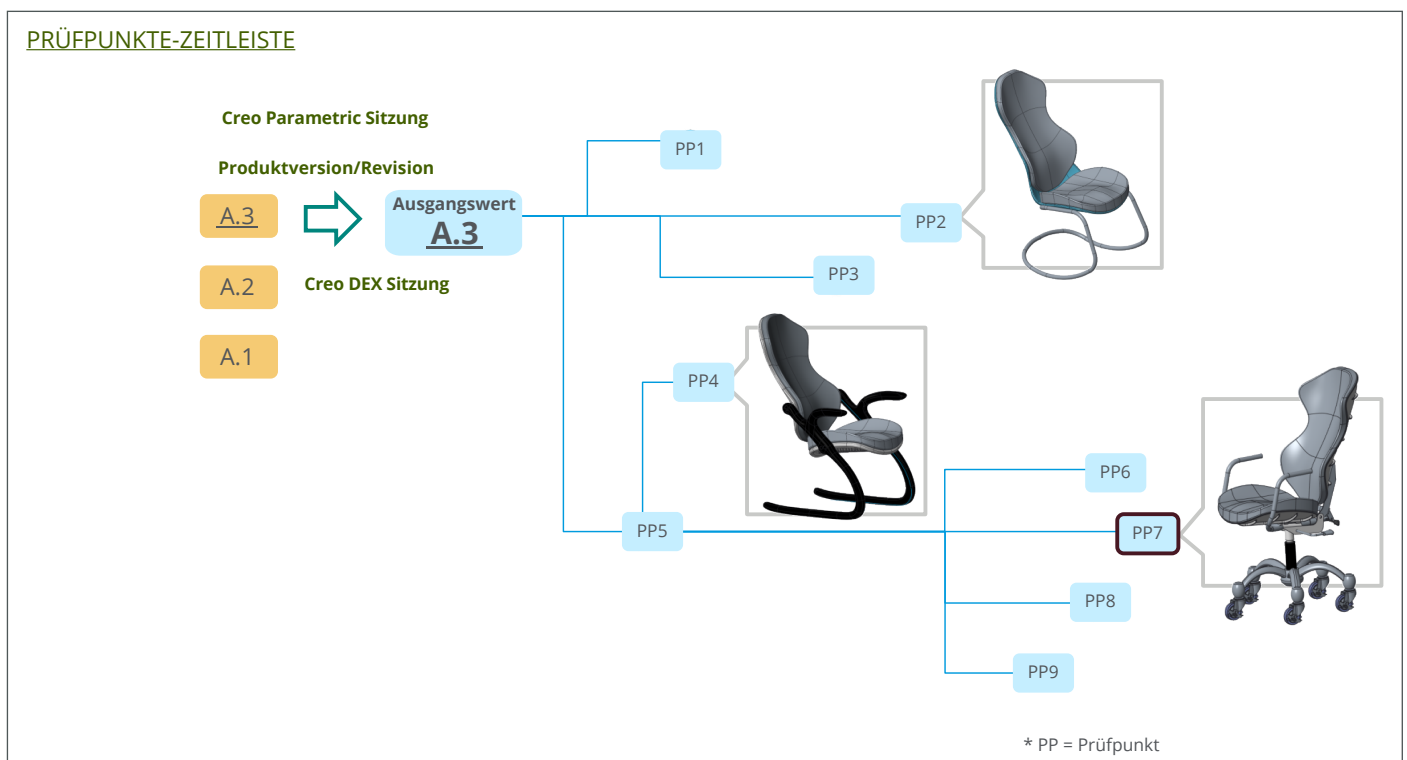 PRÜFPUNKTE-ZEITLEISTE
Creo Parametric Sitzung
Produktversion/Revision
A.3
Ausgangswert
A.3
A.2
Creo DEX Sitzung
A.1
PP1
PP2
PP3
PP4
PP5
PP6
PP7
PP8
PP9
* PP = Prüfpunkt